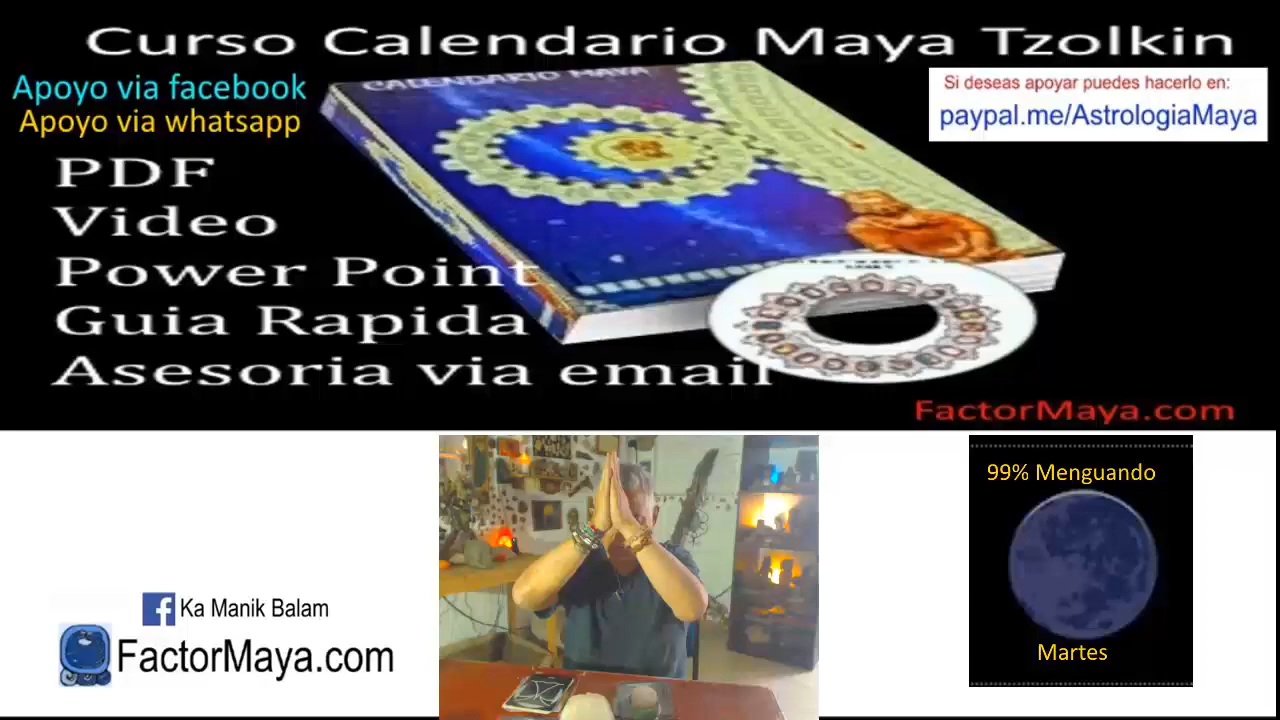 Curso Calendario Maya Tzolkin
Apoyo via facebook
Apoyo via whatsapp
CALENDARIO MAYA
Si deseas apoyar puedes hacerlo en:
paypal.me/AstrologiaMaya
PDF
Video
Power Point
Guia Rapida
Asesoria via email
FactorMaya.com
99% Menguando
Martes
Ka Manik Balam
FactorMaya.com